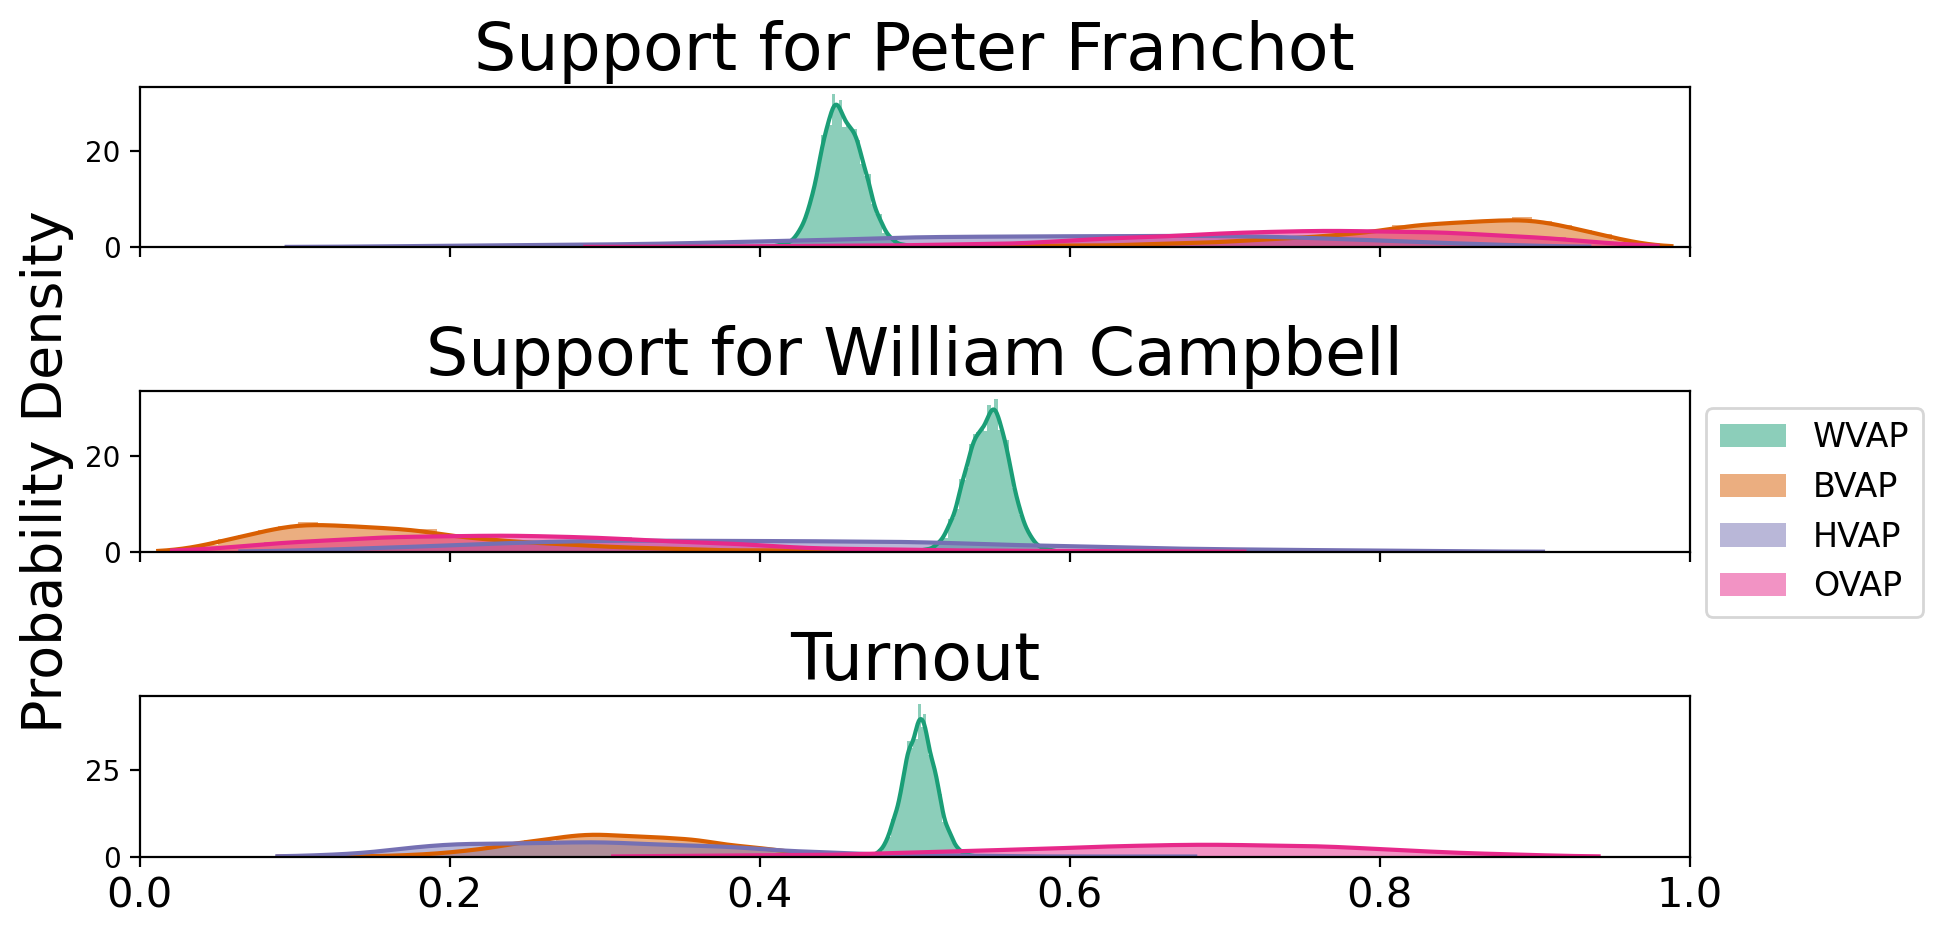 Support for Peter Franchot
20
0
Support for William Campbell
20
0
Turnout
25
0
0.0 0.2 0.4 0.6 0.8 1.0
Probability Density
WVAP
BVAP
HVAP
OVAP